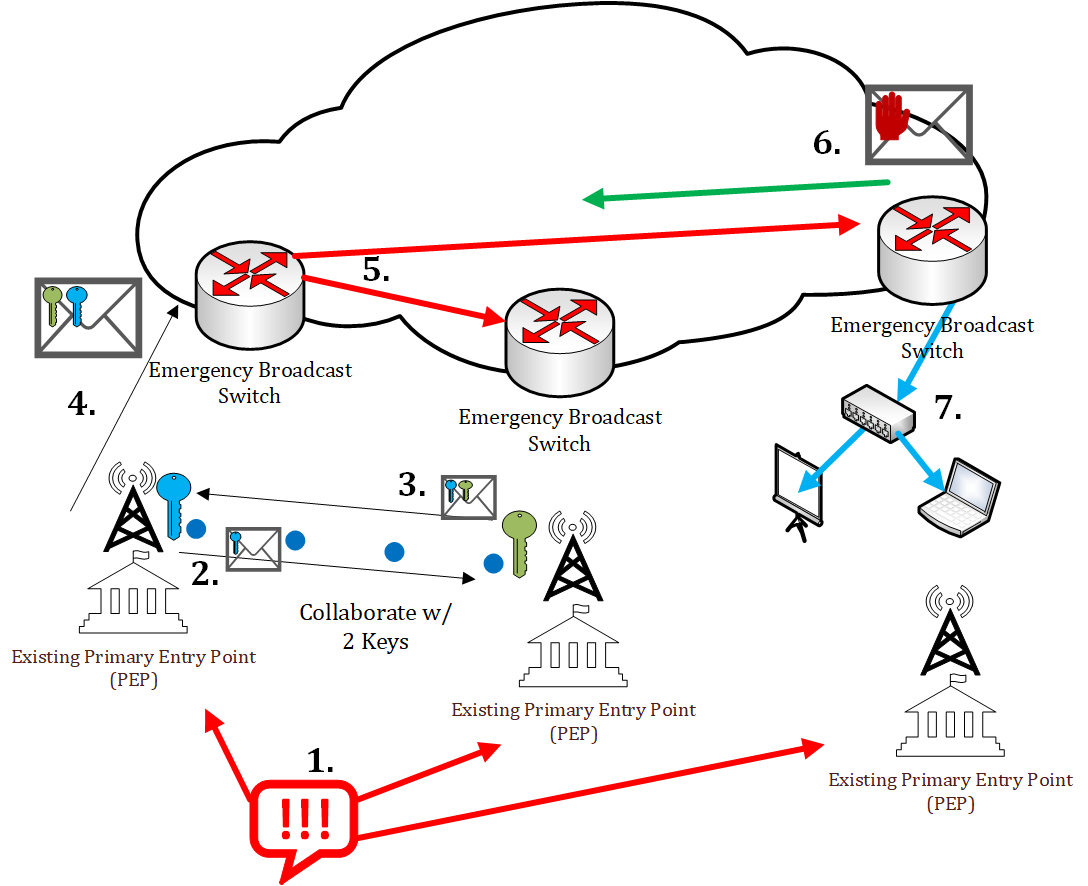 6.
5.
Emergency Broadcast
Switch
Emergency Broadcast
Switch
4.
Emergency Broadcast
Switch
7.
3.
2.
Collaborate w/
2 Keys
Existing Primary Entry Point
(PEP)
Existing Primary Entry Point
(PEP)
Existing Primary Entry Point
(PEP)
1.
!!!